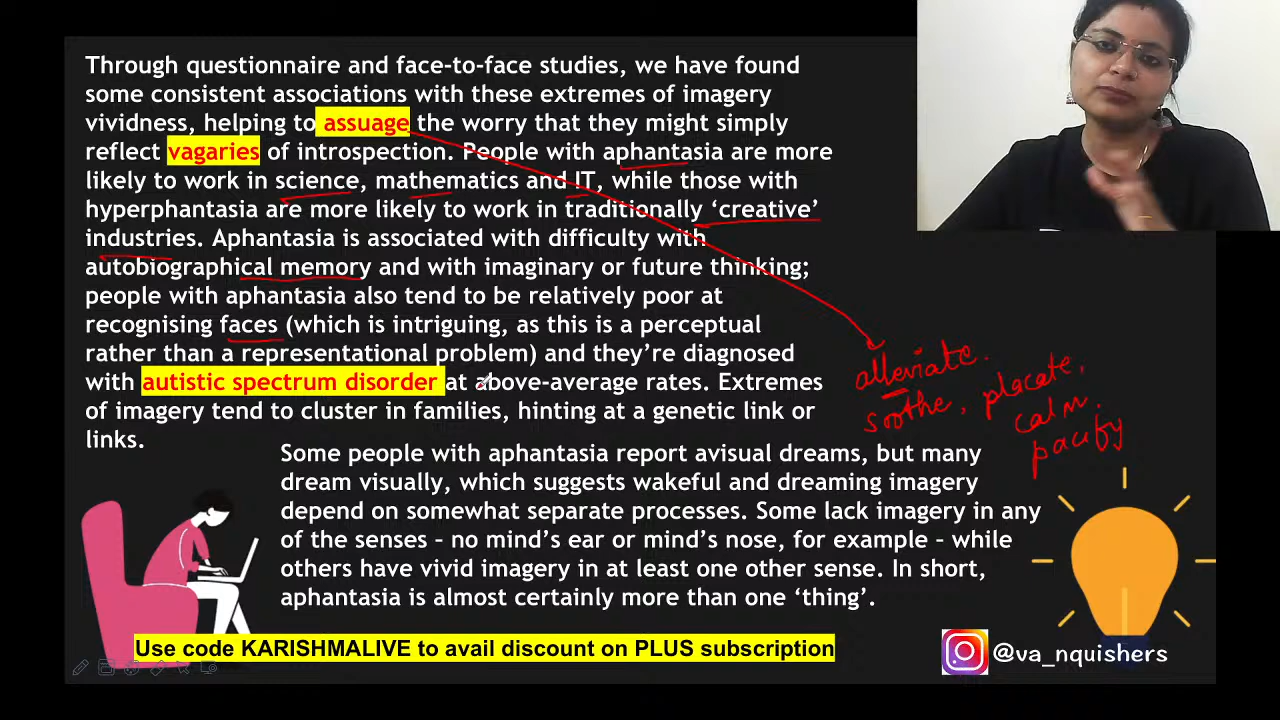 Through questionnaire and face-to-face studies, we have found
some consistent associations with these extremes of imagery
vividness, helping to assuage the worry that they might simply
reflect vagaries of introspection. People with aphantasia are more
likely to work in science, mathematics and IT, while those with
hyperphantasia are more likely to work in traditionally ‘creative’
industries. Aphantasia is associated with difficulty with
autobiographical memory and with imaginary or future thinking;
people with aphantasia also tend to be relatively poor at
recognising faces (which is intriguing, as this is a perceptual
rather than a representational problem) and they’re diagnosed
with autistic spectrum disorder at above-average rates. Extremes
of imagery tend to cluster in families, hinting at a genetic link or
links.
alleviate.
soothe, placate,
calm.
pacify
Some people with aphantasia report avisual dreams, but many
dream visually, which suggests wakeful and dreaming imagery
depend on somewhat separate processes. Some lack imagery in any
of the senses – no mind’s ear or mind’s nose, for example – while
others have vivid imagery in at least one other sense. In short,
aphantasia is almost certainly more than one ‘thing’.
Use code KARISHMALIVE to avail discount on PLUS subscription
@va_nquishers